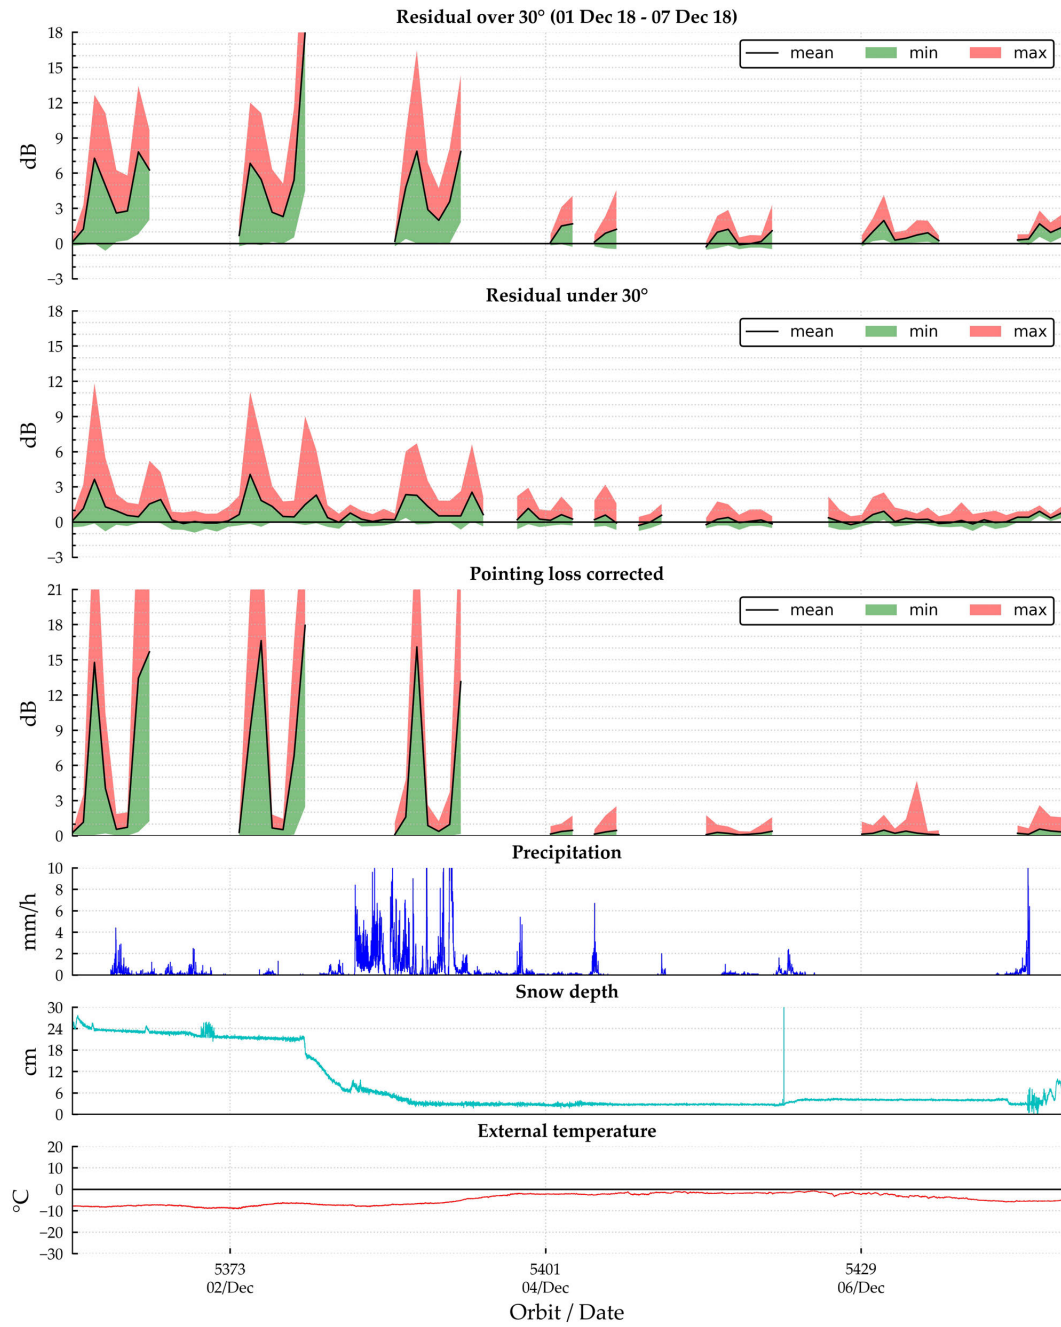 Residual over 30° (01 Dec 18 - 07 Dec 18)
18
15
12
9
6
3
0
−3
dB
mean min max
Residual under 30°
18
15
12
9
6
3
0
−3
dB
mean min max
Pointing loss corrected
21
18
15
12
9
6
3
0
dB
mean min max
Precipitation
10
8
6
4
2
0
mm/h
Snow depth
30
24
18
12
6
0
cm
External temperature
20
10
0
−10
−20
−30
°C
5373 5401 5429
02/Dec 04/Dec 06/Dec
Orbit / Date